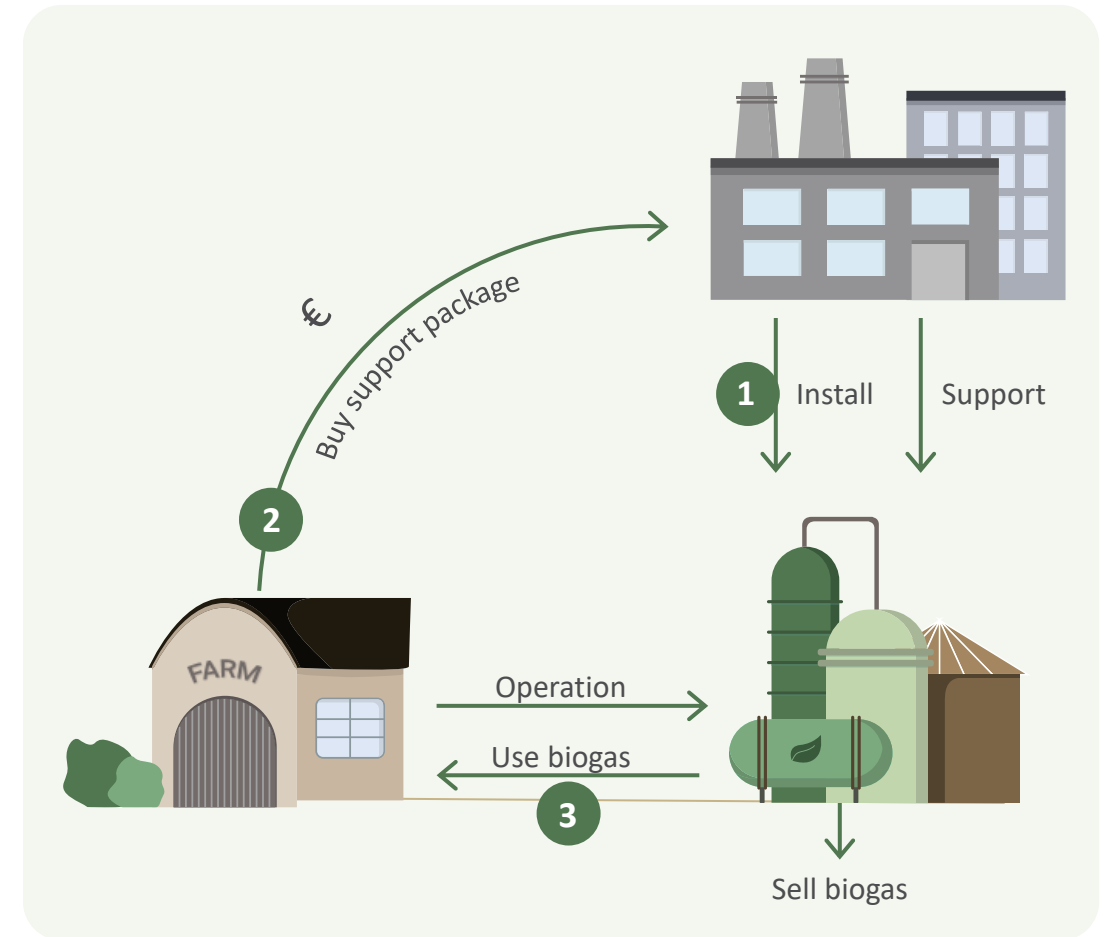 €
Buy support package
1
Install
Support
2
FARM
Operation
Use biogas
3
Sell biogas